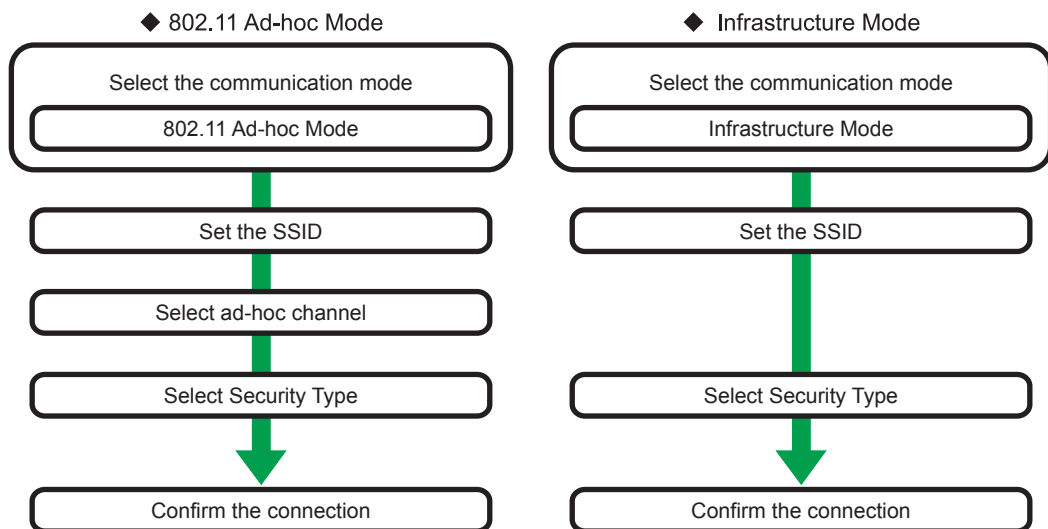 ◆ 802.11 Ad-hoc Mode
Select the communication mode
802.11 Ad-hoc Mode
Set the SSID
Select ad-hoc channel
Select Security Type
Confirm the connection
◆ Infrastructure Mode
Select the communication mode
Infrastructure Mode
Set the SSID
Select Security Type
Confirm the connection